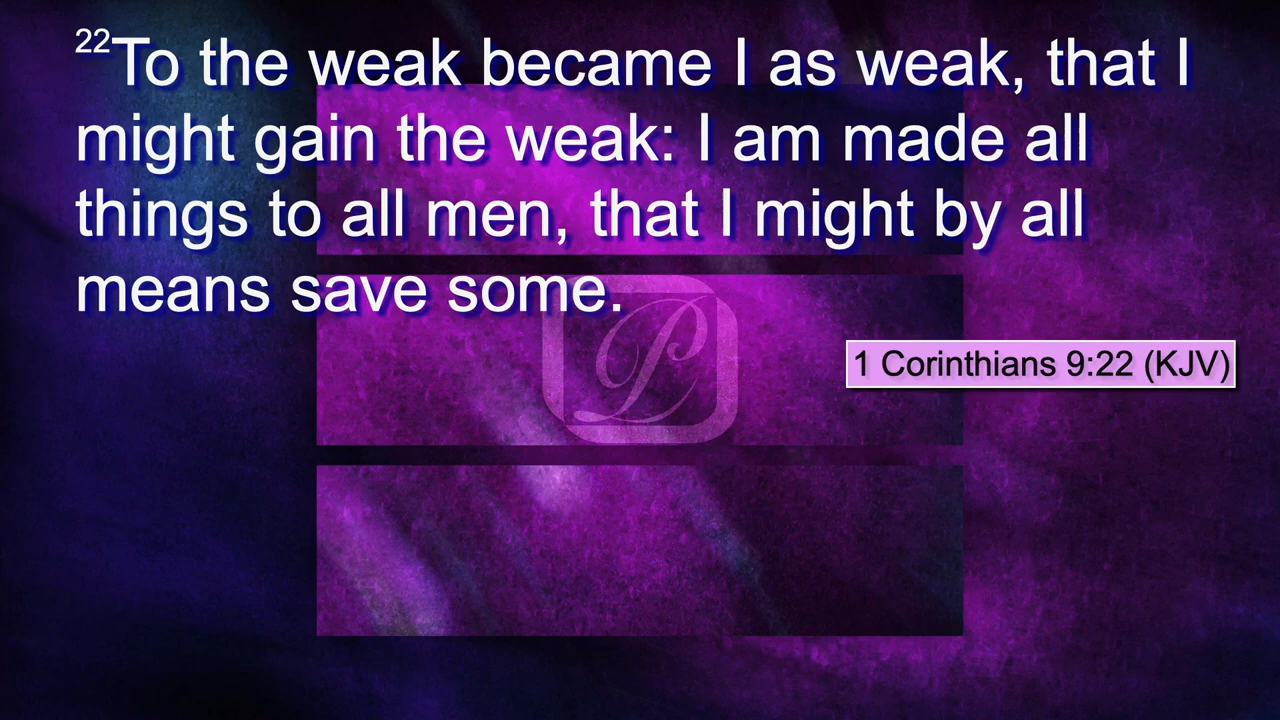 22To the weak became I as weak, that I
might gain the weak: I am made all
things to all men, that I might by all
means save some.
P
1 Corinthians 9:22 (KJV)